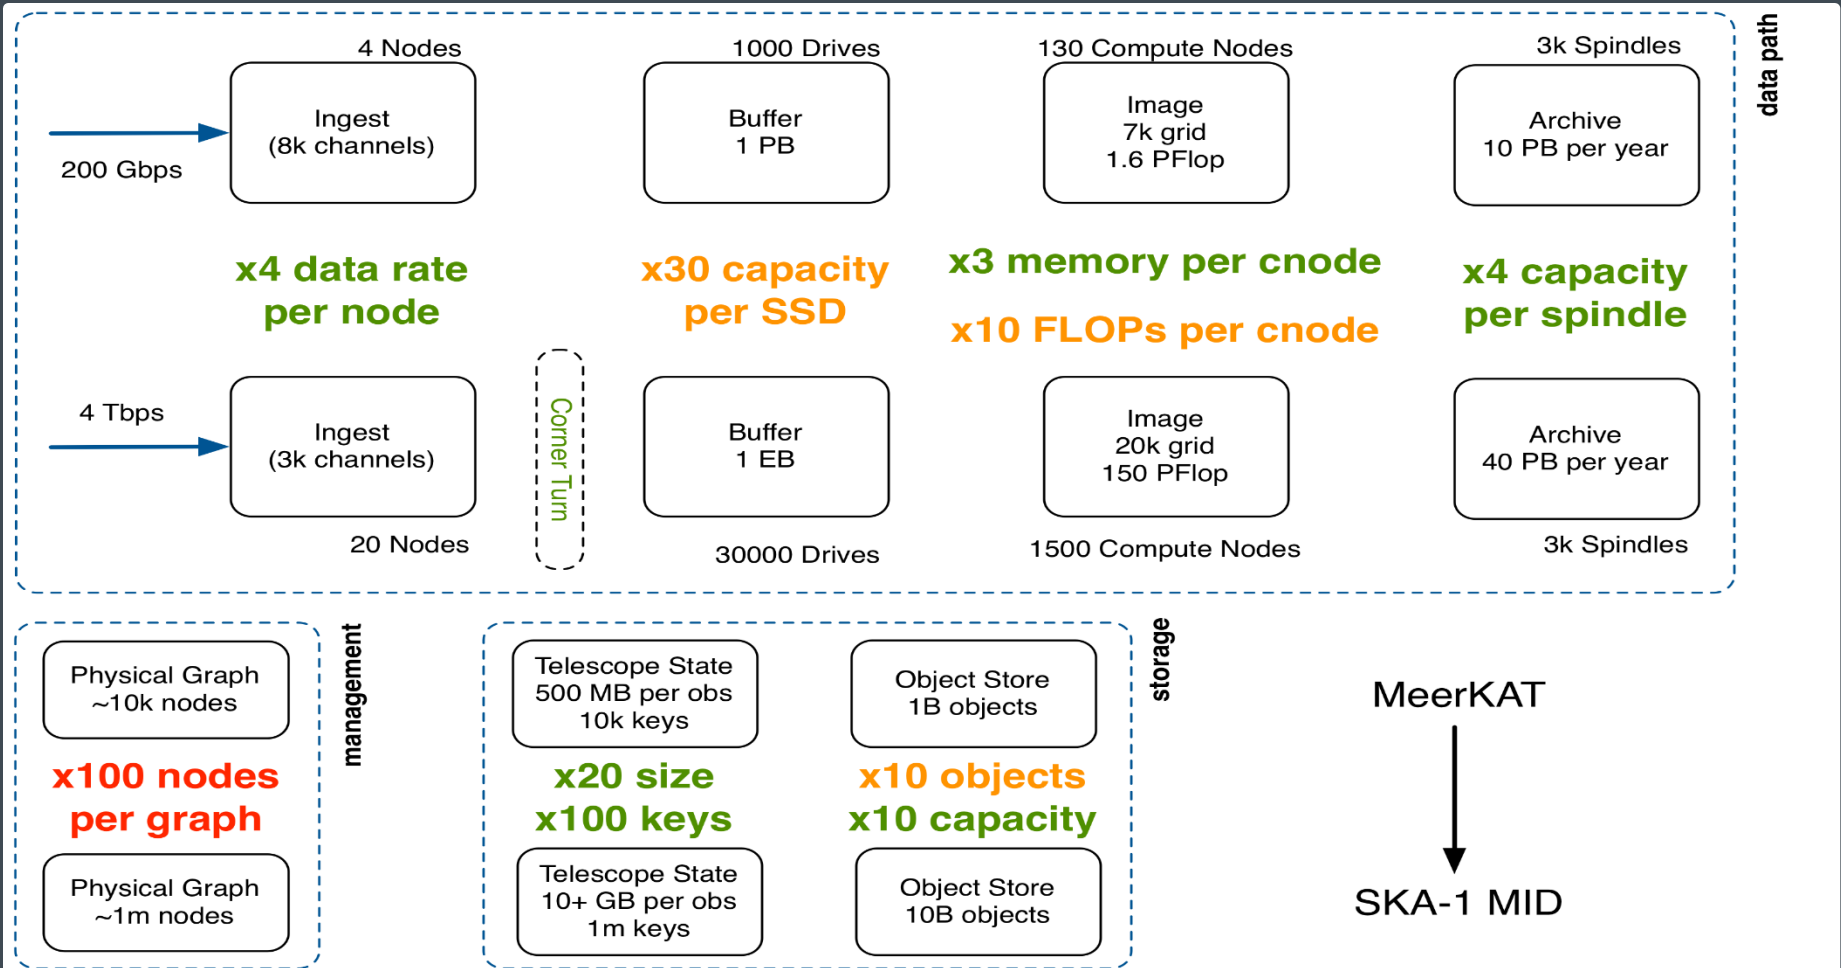 4 Nodes
1000 Drives
130 Compute Nodes
3k Spindles
data path
200 Gbps
Ingest
(8k channels)
Buffer
1 PB
Image
7k grid
1.6 PFlop
Archive
10 PB per year
x4 data rate
per node
x30 capacity
per SSD
x3 memory per cnode
x10 FLOPs per cnode
x4 capacity
per spindle
4 Tbps
Ingest
(3k channels)
Corner Turn
Buffer
1 EB
Image
20k grid
150 PFlop
Archive
40 PB per year
20 Nodes
30000 Drives
1500 Compute Nodes
3k Spindles
Physical Graph
~10k nodes
x100 nodes
per graph
Physical Graph
~1m nodes
management
Telescope State
500 MB per obs
10k keys
x20 size
x100 keys
Telescope State
10+ GB per obs
1m keys
Object Store
1B objects
x10 objects
x10 capacity
Object Store
10B objects
storage
MeerKAT
SKA-1 MID